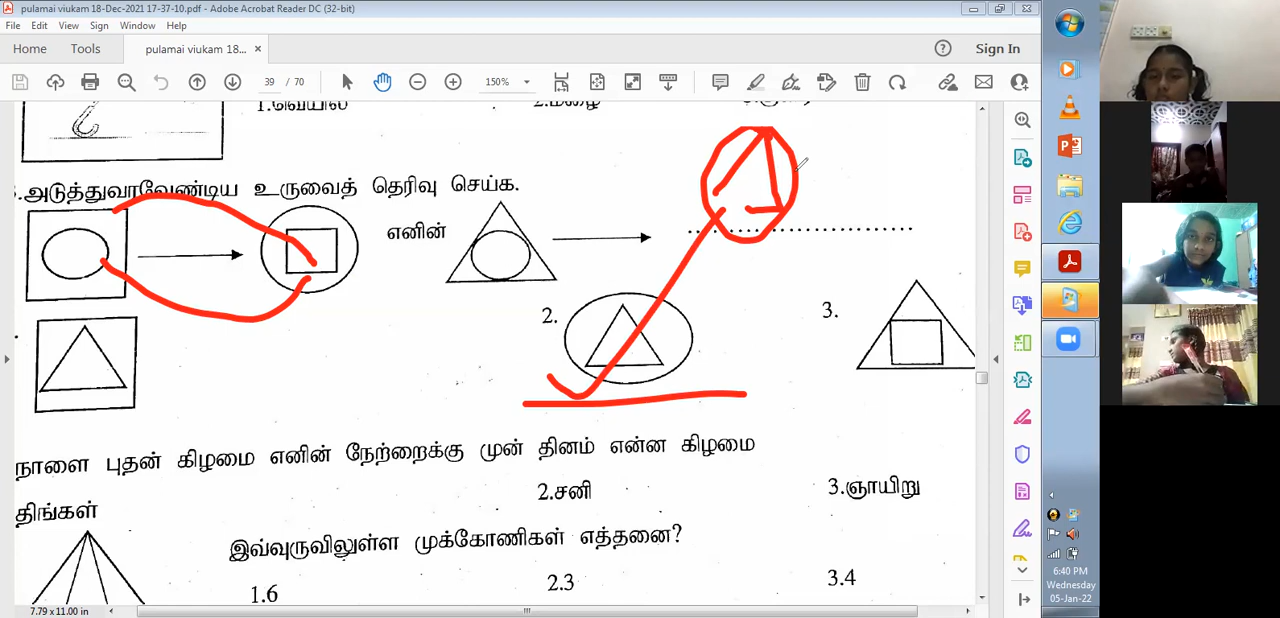 pulamai viukam 18-Dec-2021 17-37-10.pdf - Adobe Acrobat Reader DC (32-bit)
File Edit View Sign Window Help
Home Tools pulamai viukam 18... × Sign In
39 / 70 150%
1.வெயில் 2.மழை
.அடுத்துவரவேண்டிய உருவைத் தெரிவு செய்க.
எனின்
2. 3.
நாளை புதன் கிழமை எனின் நேற்றைக்கு முன் தினம் என்ன கிழமை
திங்கள் 2.சனி 3.ஞாயிறு
இவ்வுருவிலுள்ள முக்கோணிகள் எத்தனை?
1.6 2.3 3.4
7.79 x 11.00 in
6:40 PM
Wednesday
05-Jan-22